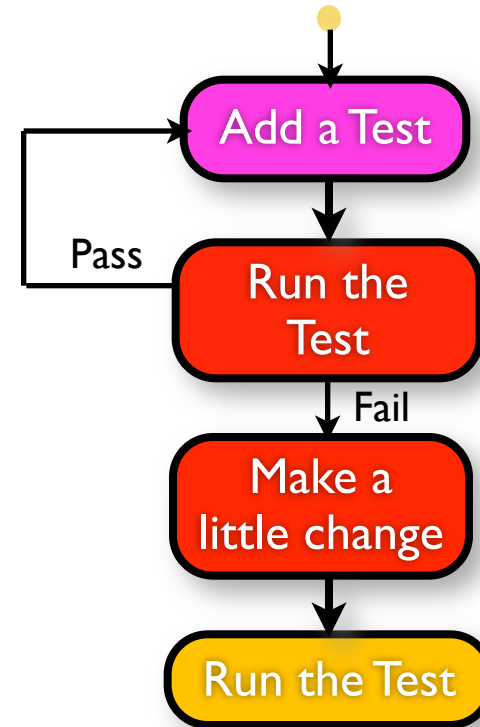 Add a Test
Pass
Run the
Test
Fail
Make a
little change
Run the Test